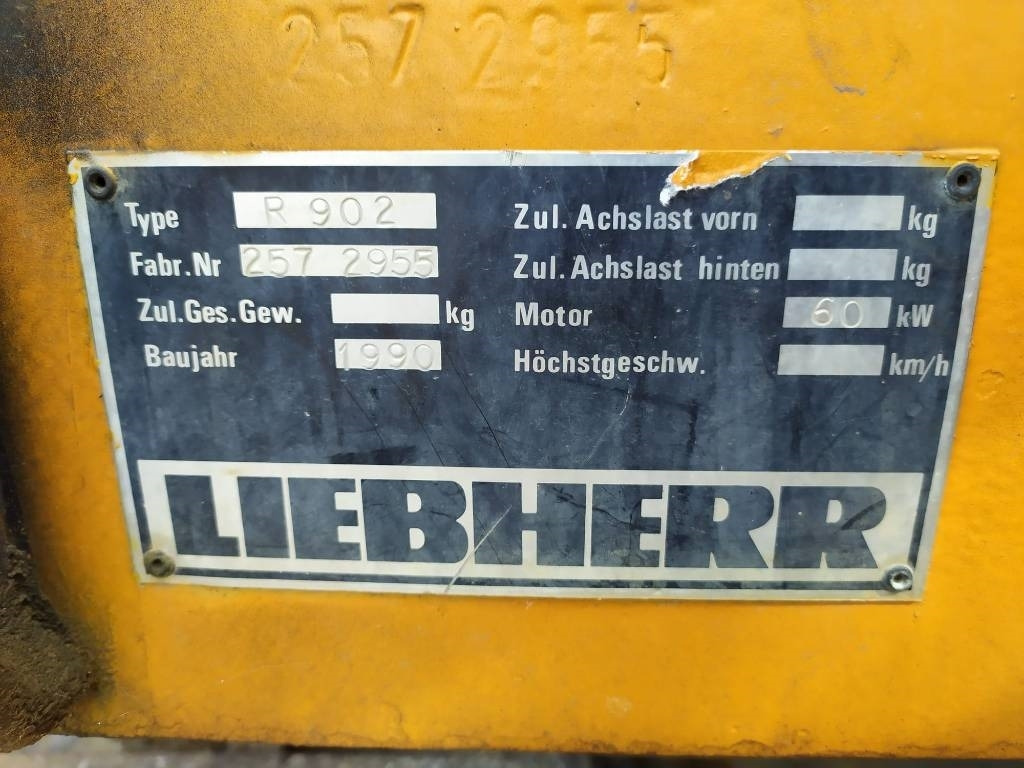 257 2955
Type R 902
Fabr.Nr 257 2955
Zul.Ges.Gew. kg
Baujahr 1990
Zul. Achslast vorn kg
Zul. Achslast hinten kg
Motor 60 kW
Höchstgeschw. km/h
LIEBHERR